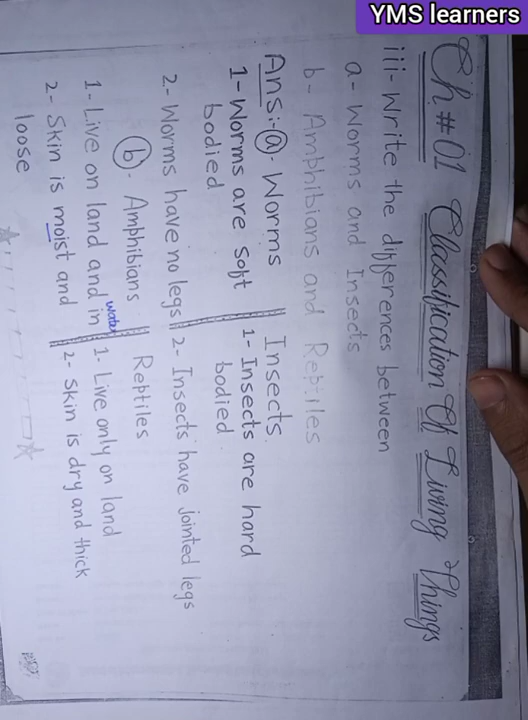 YMS learners
Ch # 01 Classification Of Living Things
iii- Write the differences between
a- Worms and Insects
b- Amphibians and Reptiles
Ans:- (a)- Worms Insects
1- Worms are soft bodied 1- Insects are hard bodied
2- Worms have no legs 2- Insects have jointed legs
(b)- Amphibians Reptiles
1- Live on land and in water 1- Live only on land
2- Skin is moist and loose 2- Skin is dry and thick